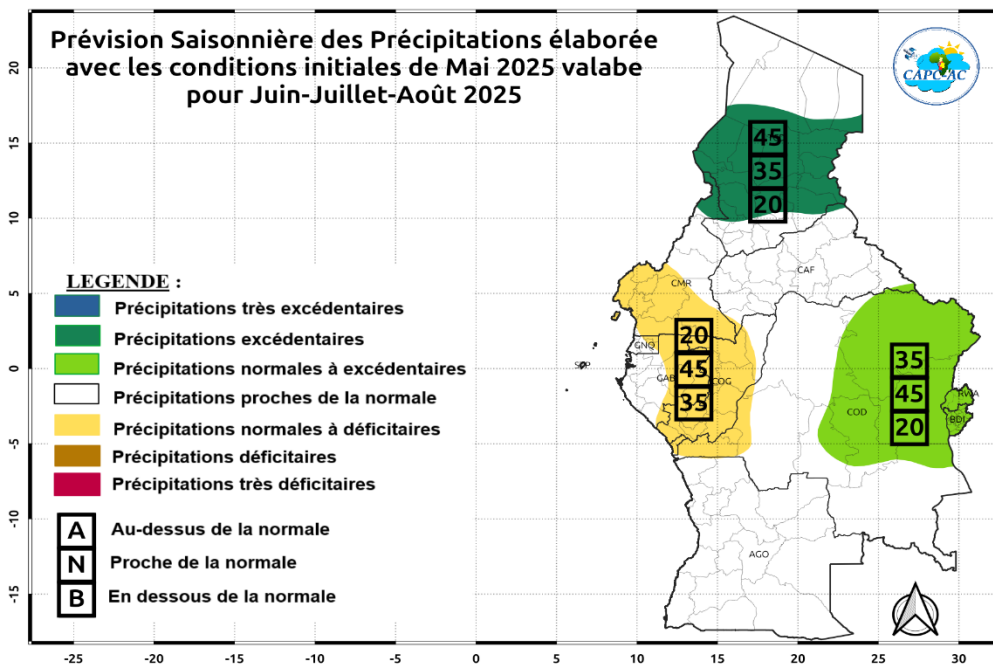 Prévision Saisonnière des Précipitations élaborée
avec les conditions initiales de Mai 2025 valabe
pour Juin-Juillet-Août 2025
CAPC-AC
20
15
10
5
0
-5
-10
-15
45
35
20
CAF
CMR
20
45
35
GNQ
GAB
COG
STP
35
45
20
COD
RWA
BDI
AGO
LEGENDE :
Précipitations très excédentaires
Précipitations excédentaires
Précipitations normales à excédentaires
Précipitations proches de la normale
Précipitations normales à déficitaires
Précipitations déficitaires
Précipitations très déficitaires
A Au-dessus de la normale
N Proche de la normale
B En dessous de la normale
-25 -20 -15 -10 -5 0 5 10 15 20 25 30